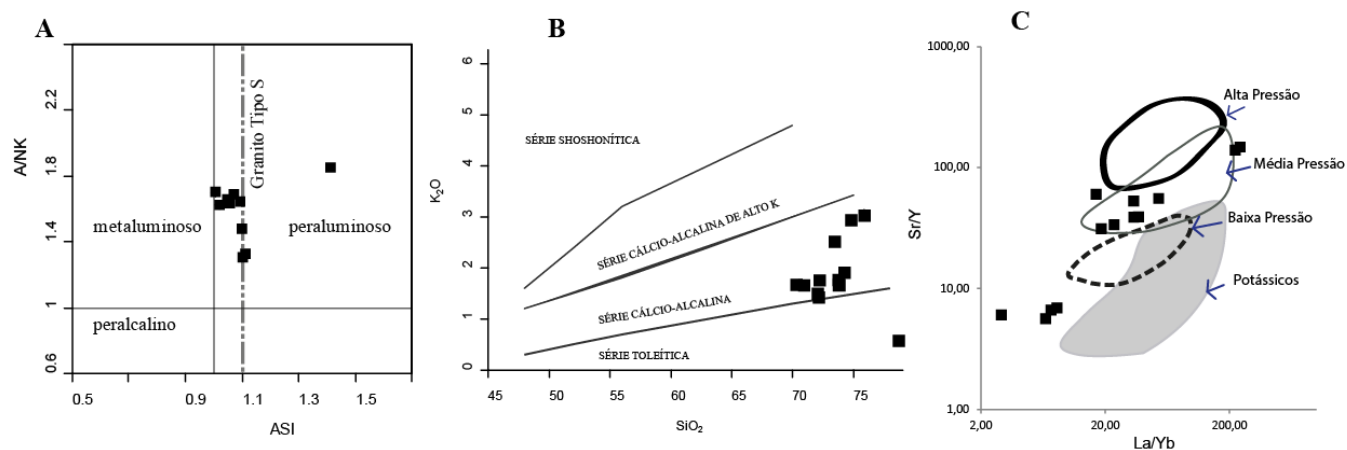 A
A/NK
2.2
1.8
1.4
1
0.6
metaluminoso
peraluminoso
peralcalino
Granito Tipo S
0.5
0.9
1.1
1.5
ASI
B
K2O
6
5
4
3
2
1
0
SÉRIE SHOSHONÍTICA
SÉRIE CÁLCIO-ALCALINA DE ALTO K
SÉRIE CÁLCIO-ALCALINA
SÉRIE TOLEÍTICA
45
50
55
60
65
70
75
SiO2
C
Sr/Y
1000,00
100,00
10,00
1,00
Alta Pressão
Média Pressão
Baixa Pressão
Potássicos
2,00
20,00
200,00
La/Yb